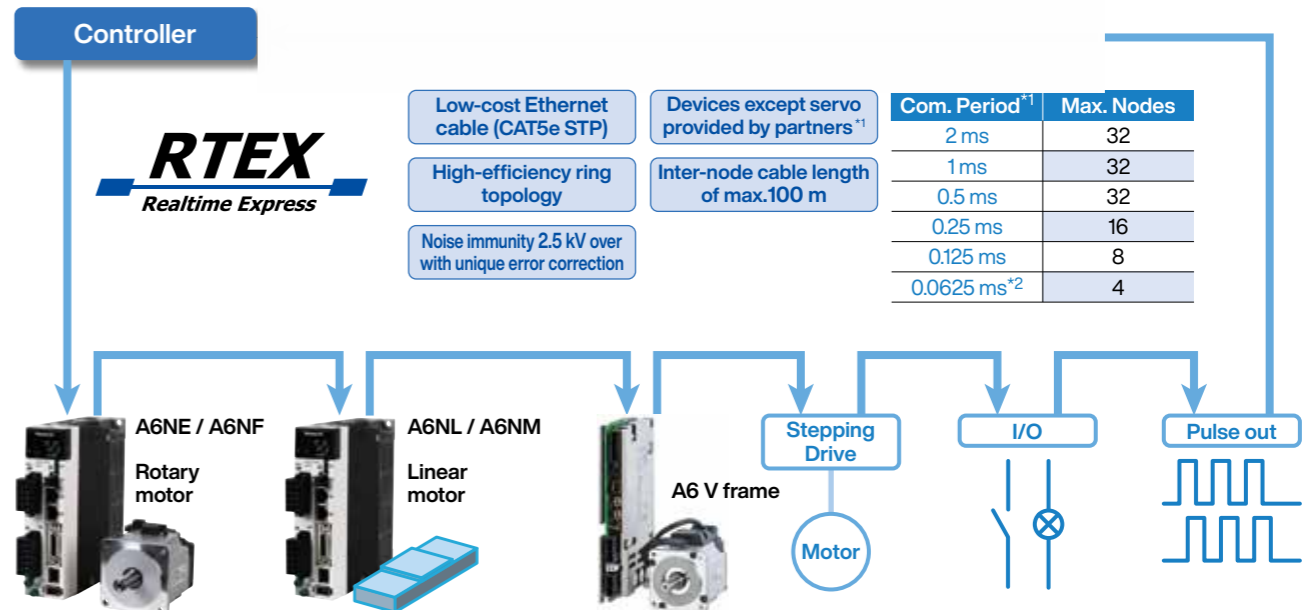 Controller
RTEX
Realtime Express
Low-cost Ethernet
cable (CAT5e STP)
Devices except servo
provided by partners*1
High-efficiency ring
topology
Inter-node cable length
of max.100 m
Noise immunity 2.5 kV over
with unique error correction
Com. Period*1 Max. Nodes
2 ms 32
1 ms 32
0.5 ms 32
0.25 ms 16
0.125 ms 8
0.0625 ms*2 4
A6NE / A6NF
Rotary
motor
A6NL / A6NM
Linear
motor
A6 V frame
Stepping
Drive
Motor
I/O
Pulse out